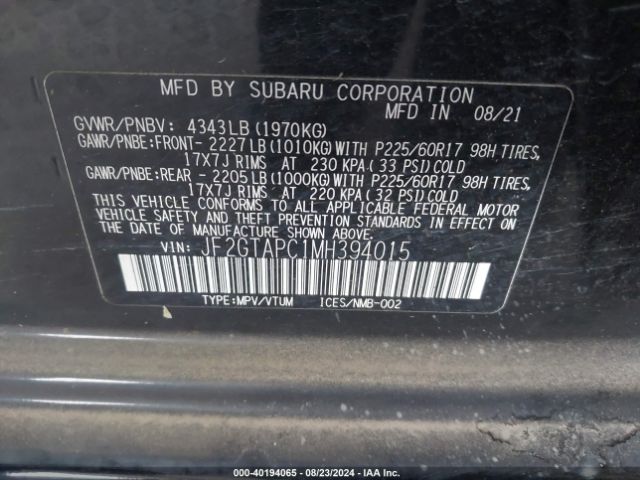 MFD BY SUBARU CORPORATION
MFD IN 08/21
GVWR/PNBV: 4343LB(1970KG)
GAWR/PNBE:FRONT- 2227LB(1010KG)WITH P225/60R17 98H TIRES,
17X7J RIMS AT 230 KPA(33 PSI)COLD
GAWR/PNBE:REAR - 2205LB(1000KG)WITH P225/60R17 98H TIRES,
17X7J RIMS AT 220 KPA(32 PSI)COLD
THIS VEHICLE CONFORMS TO ALL APPLICABLE FEDERAL MOTOR
VEHICLE SAFETY AND THEFT PREVENTION STANDARDS IN EFFECT ON
THE DATE OF MANUFACTURE SHOWN ABOVE.
VIN: JF2GTAPC1MH394015
TYPE:MPV/VTUM ICES/NMB-002
000-40194065 - 08/23/2024 - IAA Inc.